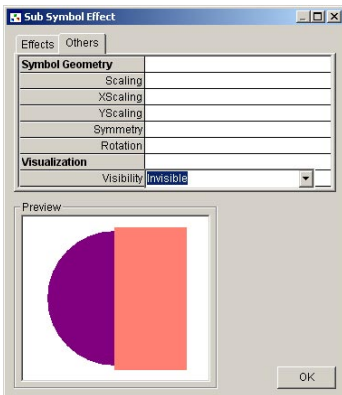 Sub Symbol Effect
Effects Others
Symbol Geometry
Scaling
XScaling
YScaling
Symmetry
Rotation
Visualization
Visibility Invisible
Preview
OK